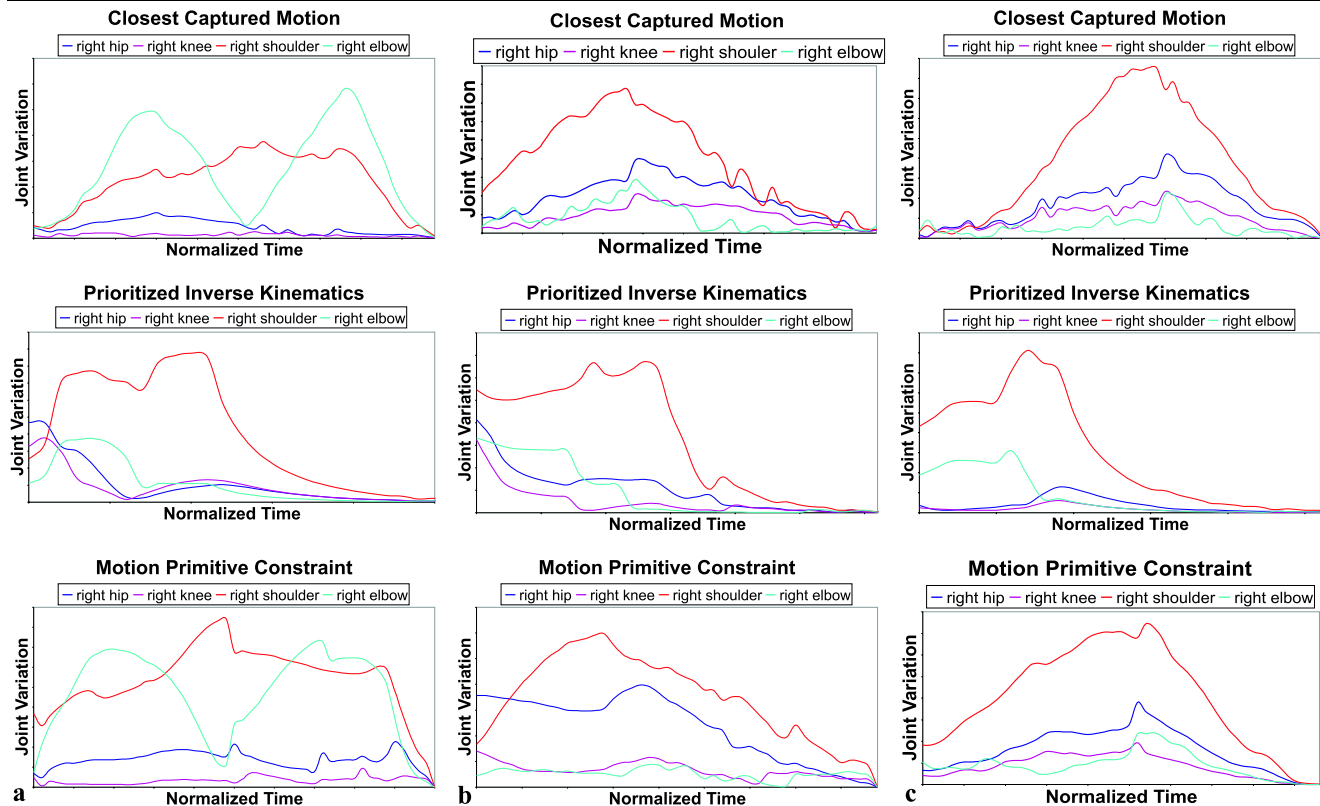 Closest Captured Motion
right hip right knee right shoulder right elbow
Joint Variation
Normalized Time
Closest Captured Motion
right hip right knee right shouler right elbow
Joint Variation
Normalized Time
Closest Captured Motion
right hip right knee right shoulder right elbow
Joint Variation
Normalized Time
Prioritized Inverse Kinematics
right hip right knee right shoulder right elbow
Joint Variation
Normalized Time
Prioritized Inverse Kinematics
right hip right knee right shoulder right elbow
Joint Variation
Normalized Time
Prioritized Inverse Kinematics
right hip right knee right shoulder right elbow
Joint Variation
Normalized Time
Motion Primitive Constraint
right hip right knee right shoulder right elbow
Joint Variation
Normalized Time
a
Motion Primitive Constraint
right hip right knee right shoulder right elbow
Joint Variation
Normalized Time
b
Motion Primitive Constraint
right hip right knee right shoulder right elbow
Joint Variation
Normalized Time
c